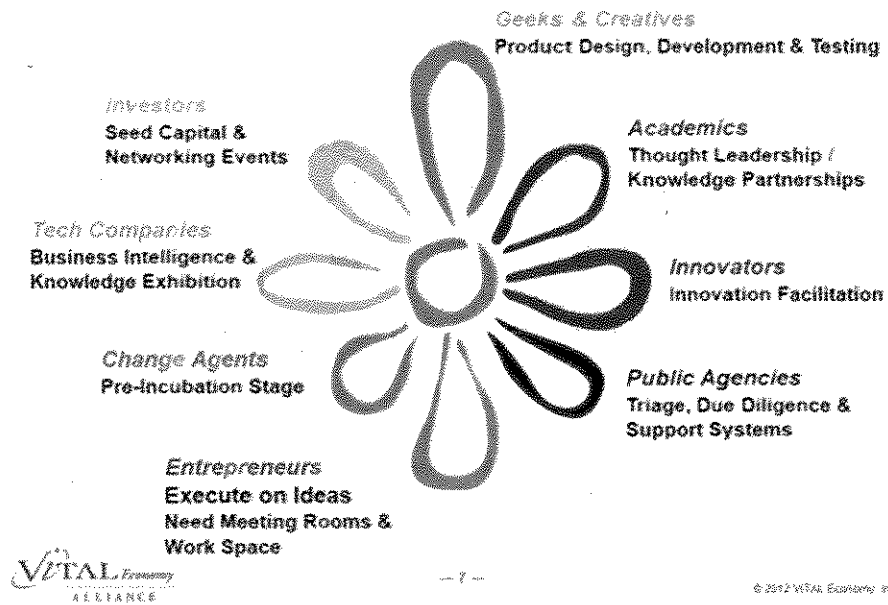 Geeks & Creatives
Product Design, Development & Testing
Investors
Seed Capital &
Networking Events
Academics
Thought Leadership /
Knowledge Partnerships
Tech Companies
Business Intelligence &
Knowledge Exhibition
Innovators
Innovation Facilitation
Change Agents
Pre-Incubation Stage
Public Agencies
Triage, Due Diligence &
Support Systems
Entrepreneurs
Execute on Ideas
Need Meeting Rooms &
Work Space
ViTAL Economy
ALLIANCE
— 7 —
© 2012 ViTAL Economy